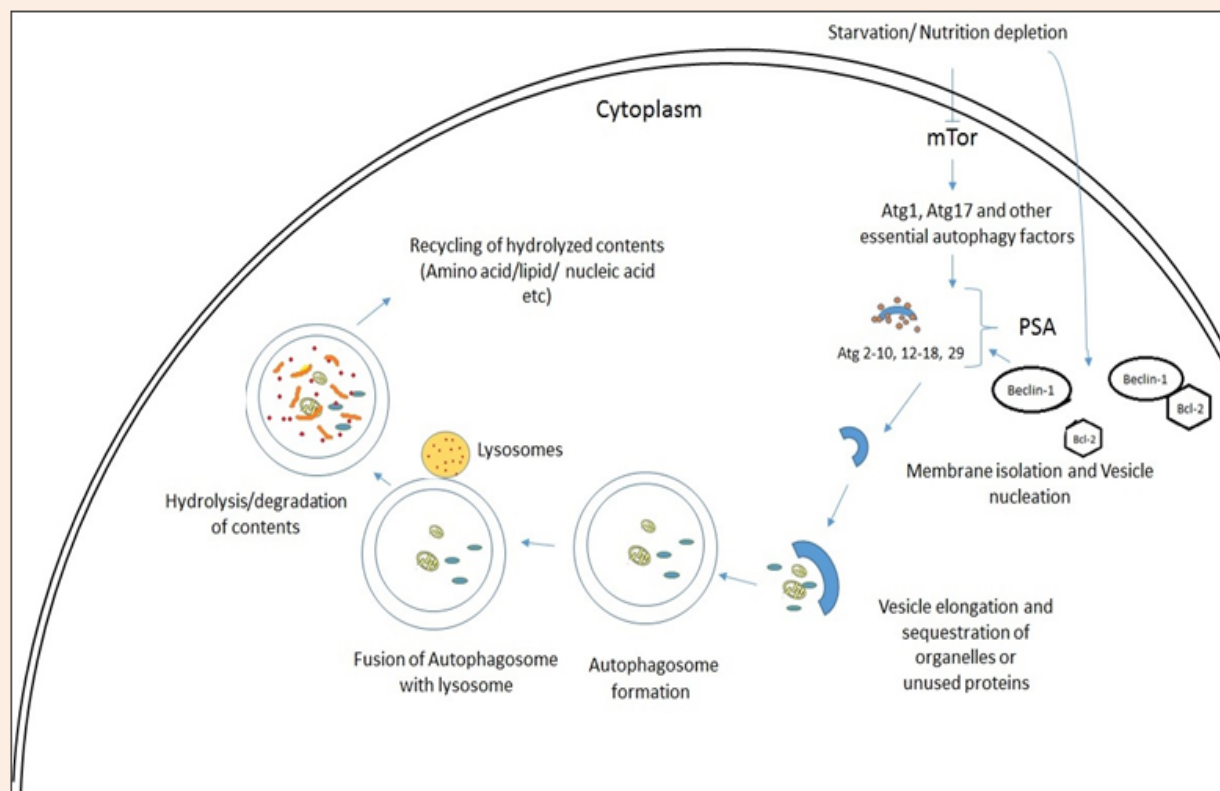 Starvation/ Nutrition depletion
Cytoplasm
mTor
Atg1, Atg17 and other
essential autophagy factors
Recycling of hydrolyzed contents
(Amino acid/lipid/ nucleic acid
etc)
PSA
Atg 2-10, 12-18, 29
Beclin-1
Beclin-1
Bcl-2
Bcl-2
Membrane isolation and Vesicle
nucleation
Lysosomes
Hydrolysis/degradation
of contents
Vesicle elongation and
sequestration of
organelles or
unused proteins
Fusion of Autophagosome
with lysosome
Autophagosome
formation